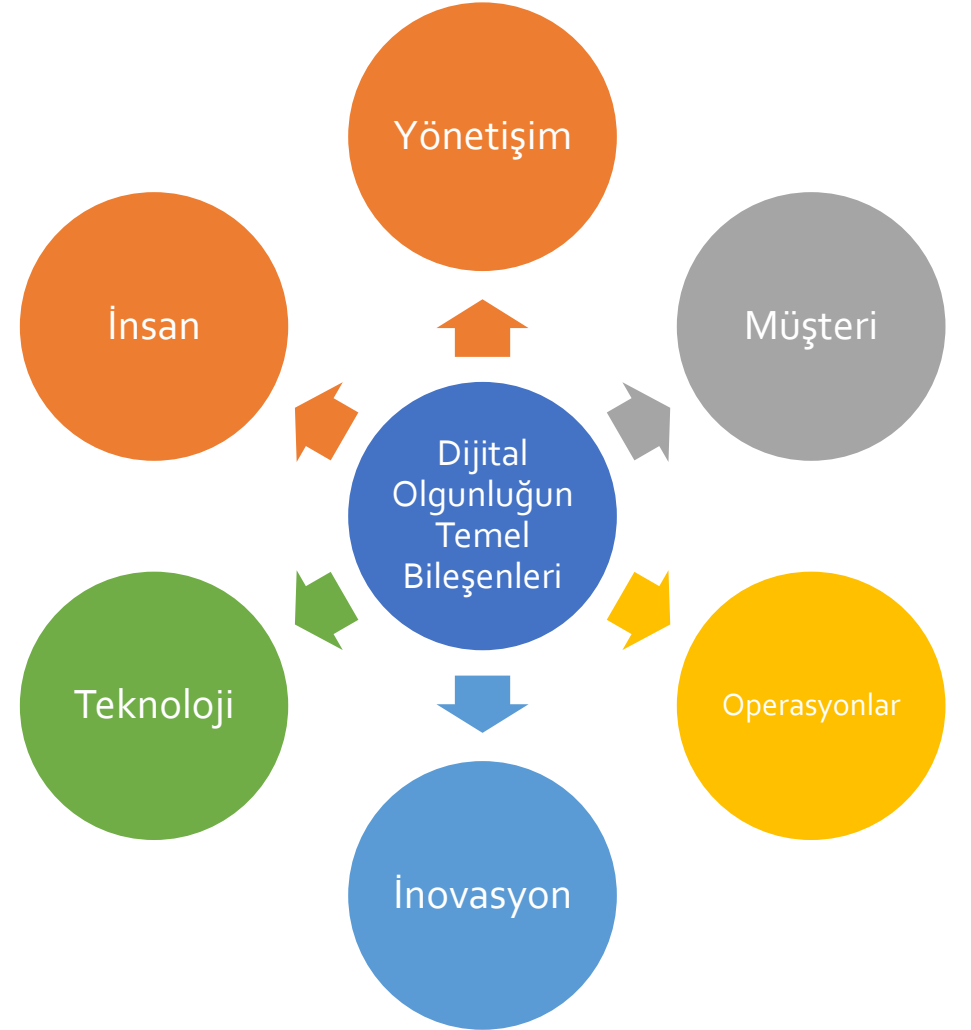 Yönetişim
İnsan
Müşteri
Dijital
Olgunluğun
Temel
Bileşenleri
Teknoloji
Operasyonlar
İnovasyon